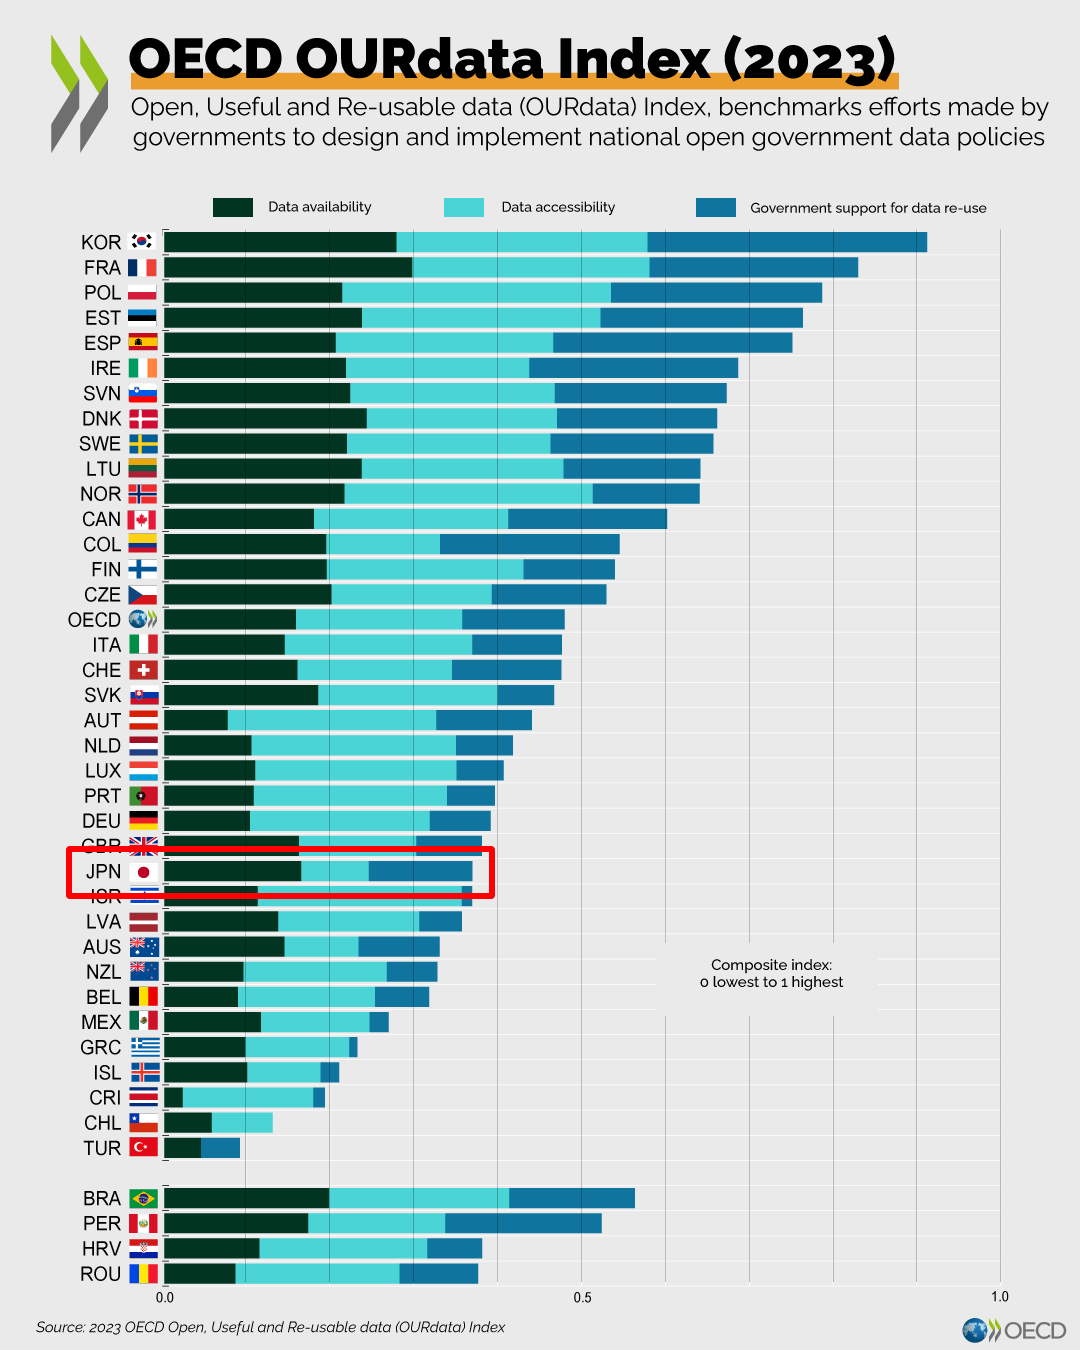 OECD OURdata Index (2023)
Open, Useful and Re-usable data (OURdata) Index, benchmarks efforts made by
governments to design and implement national open government data policies
Data availability Data accessibility Government support for data re-use
KOR
FRA
POL
EST
ESP
IRE
SVN
DNK
SWE
LTU
NOR
CAN
COL
FIN
CZE
OECD
ITA
CHE
SVK
AUT
NLD
LUX
PRT
DEU
GBR
JPN
ISR
LVA
AUS
NZL
BEL
MEX
GRC
ISL
CRI
CHL
TUR
Composite index:
0 lowest to 1 highest
BRA
PER
HRV
ROU
0.0 0.5 1.0
Source: 2023 OECD Open, Useful and Re-usable data (OURdata) Index
OECD